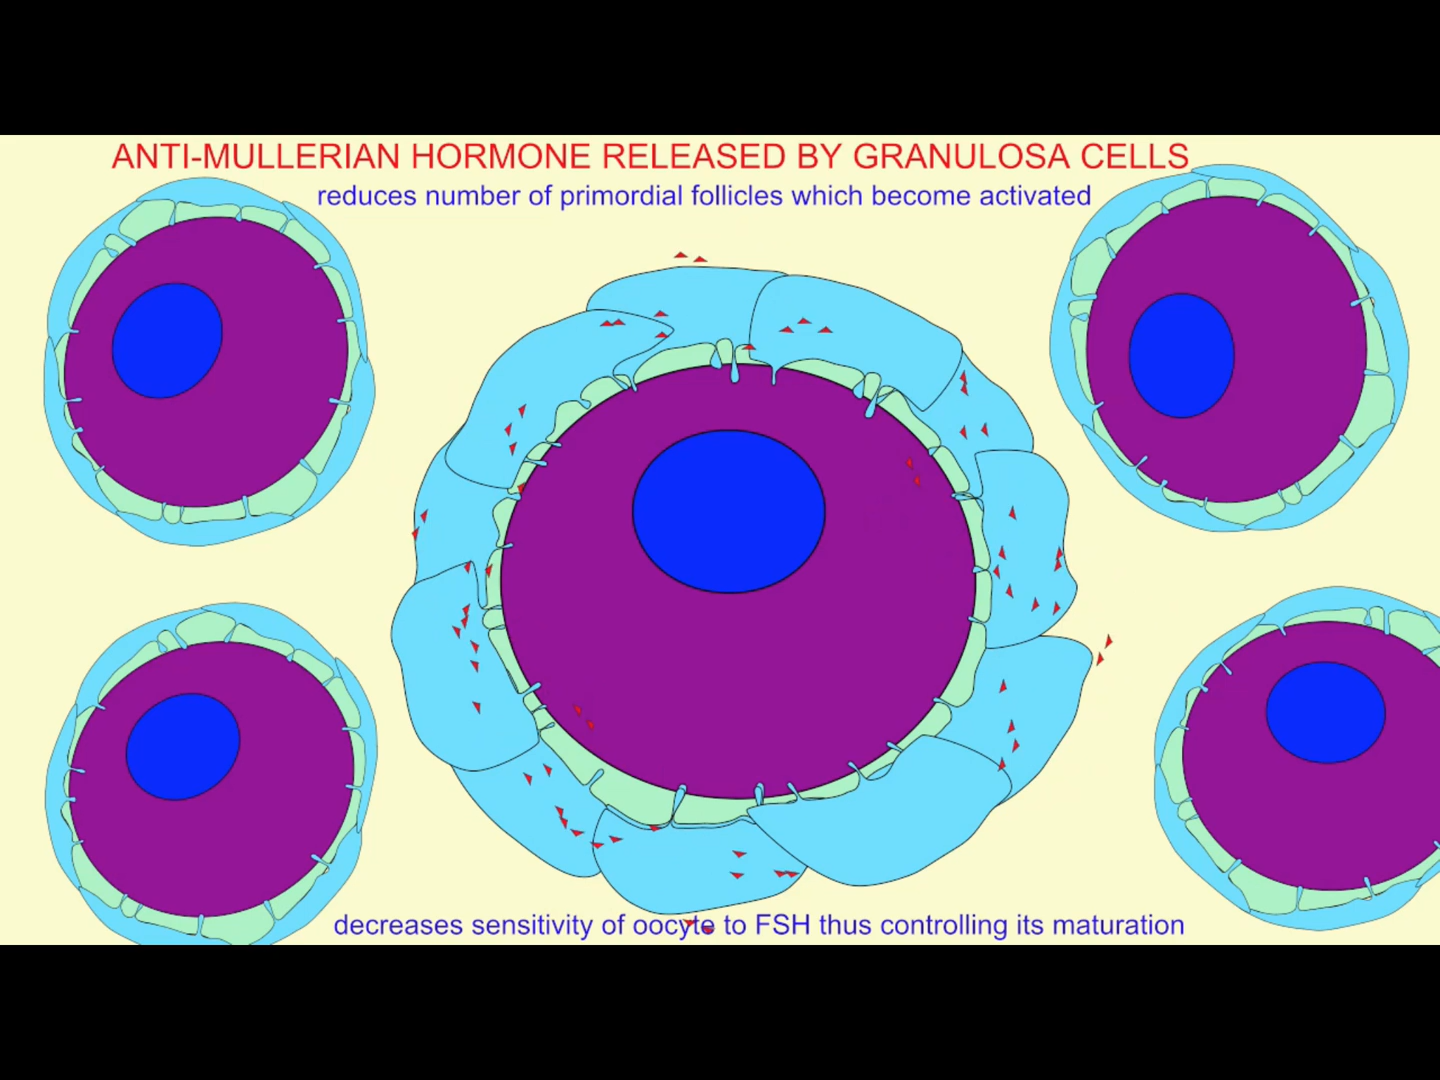 ANTI-MULLERIAN HORMONE RELEASED BY GRANULOSA CELLS
reduces number of primordial follicles which become activated
decreases sensitivity of oocyte to FSH thus controlling its maturation